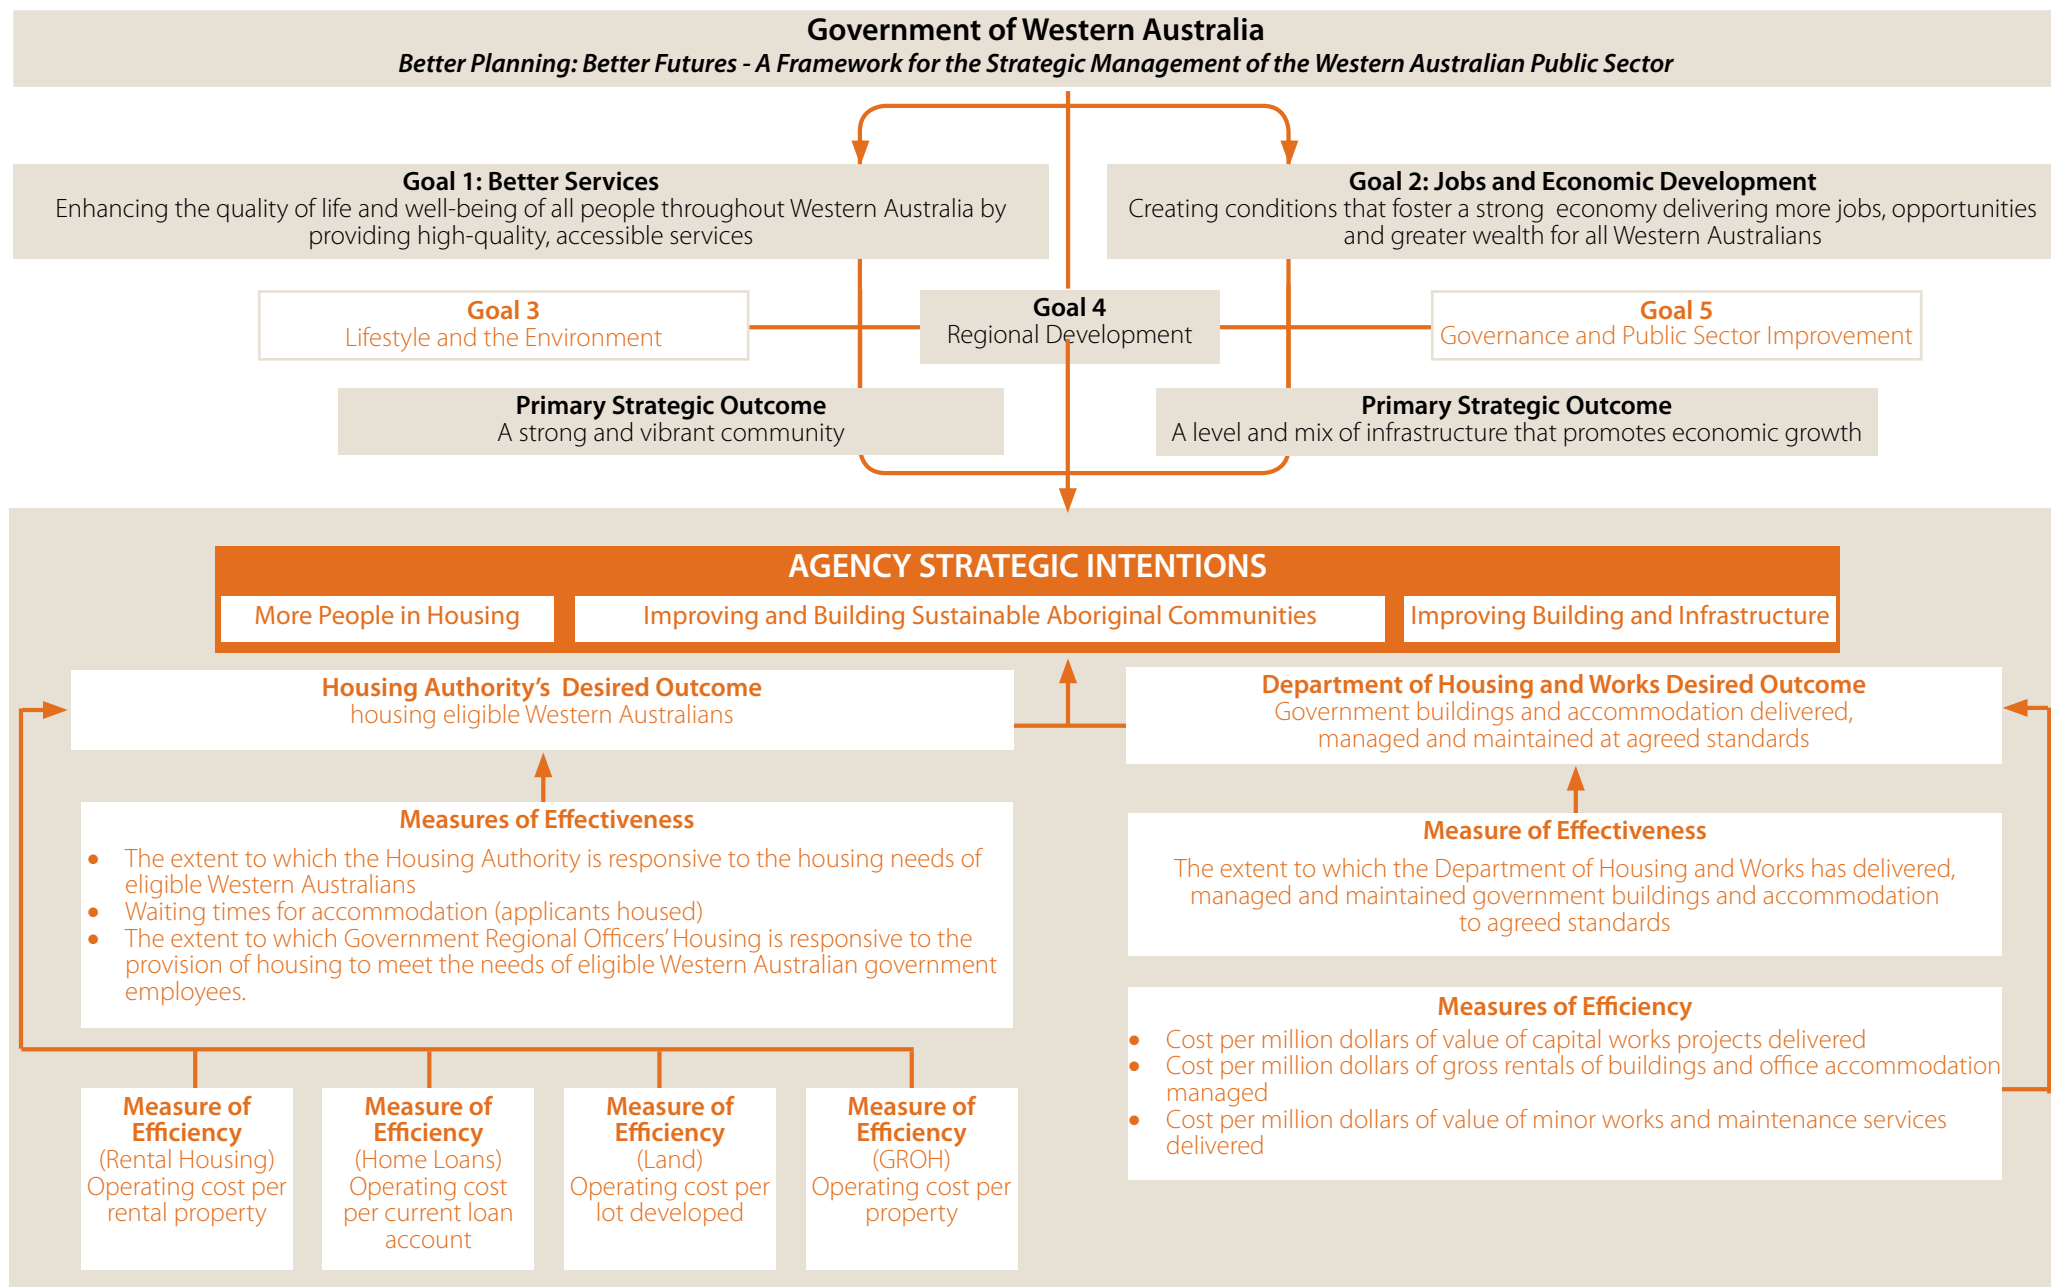 Government of Western Australia
Better Planning: Better Futures - A Framework for the Strategic Management of the Western Australian Public Sector
Goal 1: Better Services
Enhancing the quality of life and well-being of all people throughout Western Australia by
providing high-quality, accessible services
Goal 2: Jobs and Economic Development
Creating conditions that foster a strong economy delivering more jobs, opportunities
and greater wealth for all Western Australians
Goal 3
Lifestyle and the Environment
Goal 4
Regional Development
Goal 5
Governance and Public Sector Improvement
Primary Strategic Outcome
A strong and vibrant community
Primary Strategic Outcome
A level and mix of infrastructure that promotes economic growth
AGENCY STRATEGIC INTENTIONS
More People in Housing
Improving and Building Sustainable Aboriginal Communities
Improving Building and Infrastructure
Housing Authority's Desired Outcome
housing eligible Western Australians
Department of Housing and Works Desired Outcome
Government buildings and accommodation delivered,
managed and maintained at agreed standards
Measures of Effectiveness
• The extent to which the Housing Authority is responsive to the housing needs of
eligible Western Australians
• Waiting times for accommodation (applicants housed)
• The extent to which Government Regional Officers' Housing is responsive to the
provision of housing to meet the needs of eligible Western Australian government
employees.
Measure of Effectiveness
The extent to which the Department of Housing and Works has delivered,
managed and maintained government buildings and accommodation
to agreed standards
Measures of Efficiency
• Cost per million dollars of value of capital works projects delivered
• Cost per million dollars of gross rentals of buildings and office accommodation
managed
• Cost per million dollars of value of minor works and maintenance services
delivered
Measure of
Efficiency
(Rental Housing)
Operating cost per
rental property
Measure of
Efficiency
(Home Loans)
Operating cost
per current loan
account
Measure of
Efficiency
(Land)
Operating cost per
lot developed
Measure of
Efficiency
(GROH)
Operating cost per
property